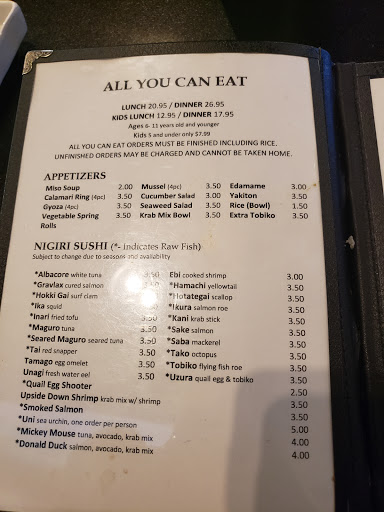 ALL YOU CAN EAT
LUNCH 20.95 / DINNER 26.95
KIDS LUNCH 12.95 / DINNER 17.95
Ages 6- 11 years old and younger
Kids 5 and under only $7.99
ALL YOU CAN EAT ORDERS MUST BE FINISHED INCLUDING RICE.
UNFINISHED ORDERS MAY BE CHARGED AND CANNOT BE TAKEN HOME.
APPETIZERS
Miso Soup 2.00 Mussel (4pc) 3.50 Edamame 3.00
Calamari Ring (4pc) 3.50 Cucumber Salad 3.00 Yakiton 3.50
Gyoza (4pc) 3.50 Seaweed Salad 3.50 Rice (Bowl) 1.50
Vegetable Spring 3.50 Krab Mix Bowl 3.50 Extra Tobiko 3.50
Rolls
NIGIRI SUSHI (*- indicates Raw Fish)
Subject to change due to seasons and availability
*Albacore white tuna 3.50 Ebi cooked shrimp 3.00
*Gravlax cured salmon 3.50 *Hamachi yellowtail 3.50
*Hokki Gai surf clam 3.50 *Hotategai scallop 3.50
*Ika squid 3.50 *Ikura salmon roe 3.50
*Inari fried tofu 3.50 *Kani krab stick 3.50
*Maguro tuna 3.50 *Sake salmon 3.50
*Seared Maguro seared tuna 3.50 *Saba mackerel 3.50
*Tai red snapper 3.50 *Tako octopus 3.50
Tamago egg omelet 3.50 *Tobiko flying fish roe 3.50
Unagi fresh water eel 3.50 *Uzura quail egg & tobiko 3.50
*Quail Egg Shooter 2.50
Upside Down Shrimp krab mix w/ shrimp 3.50
*Smoked Salmon 3.50
*Uni sea urchin, one order per person 5.00
*Mickey Mouse tuna, avocado, krab mix 4.00
*Donald Duck salmon, avocado, krab mix 4.00